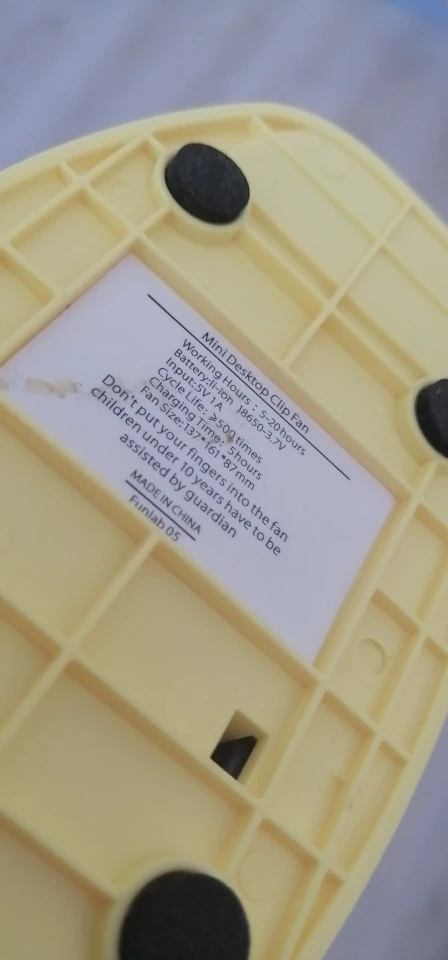 Mini Desktop Clip Fan
Working Hours : 5-20hours
Battery:li-ion 18650-3.7V
Input:5V 1A
Cycle Life: ≥500 times
Charging Time: 5hours
Fan Size:137*161*87mm
Don't put your fingers into the fan
children under 10 years have to be
assisted by guardian
MADE IN CHINA
Funlab 05